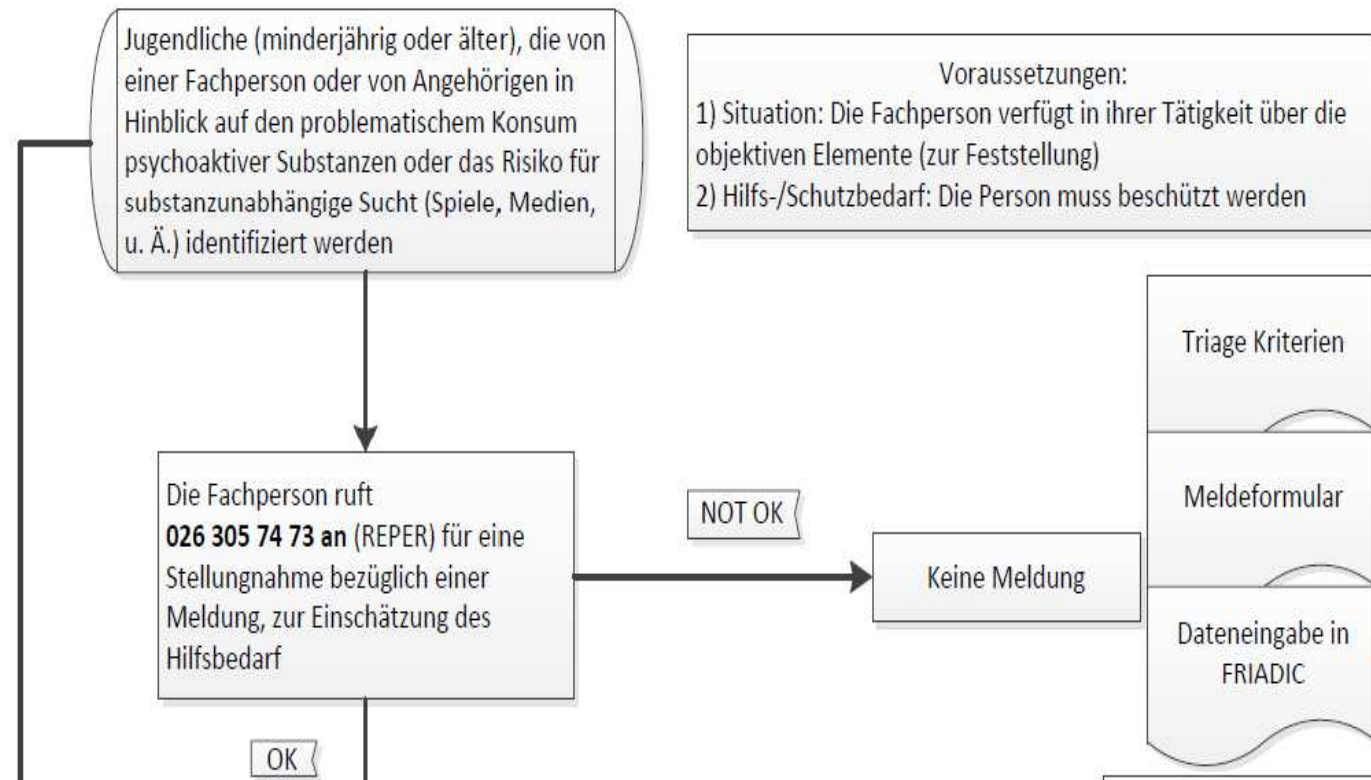 Jugendliche (minderjährig oder älter), die von
einer Fachperson oder von Angehörigen in
Hinblick auf den problematischem Konsum
psychoaktiver Substanzen oder das Risiko für
substanzunabhängige Sucht (Spiele, Medien,
u. Ä.) identifiziert werden
Voraussetzungen:
1) Situation: Die Fachperson verfügt in ihrer Tätigkeit über die
objektiven Elemente (zur Feststellung)
2) Hilfs-/Schutzbedarf: Die Person muss beschützt werden
Triage Kriterien
Die Fachperson ruft
026 305 74 73 an (REPER) für eine
Stellungnahme bezüglich einer
Meldung, zur Einschätzung des
Hilfsbedarf
NOT OK
Keine Meldung
Meldeformular
Dateneingabe in
FRIADIC
OK